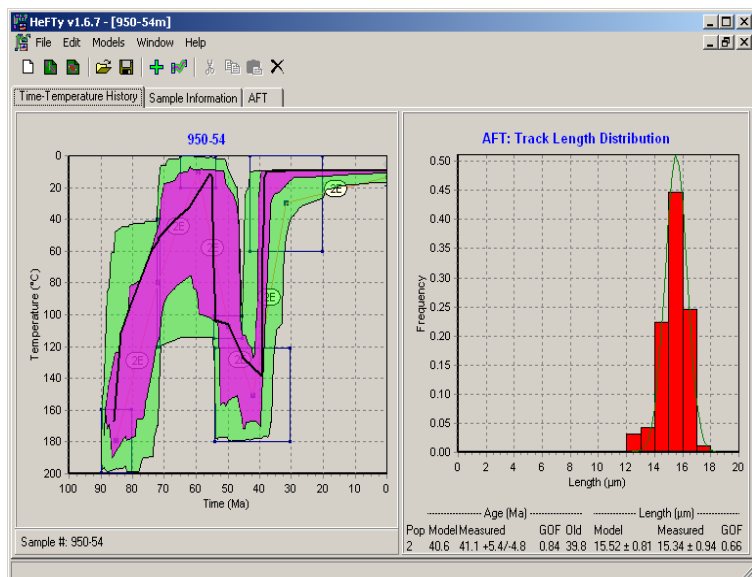 HeFTy v1.6.7 - [950-54m]
File Edit Models Window Help
Time-Temperature History Sample Information AFT
950-54
0
20
40
60
80
100
120
140
160
180
200
Temperature (°C)
2E
2E
2E
2E
2E
2E
100 90 80 70 60 50 40 30 20 10 0
Time (Ma)
Sample #: 950-54
AFT: Track Length Distribution
0.50
0.45
0.40
0.35
0.30
0.25
0.20
0.15
0.10
0.05
0.00
Frequency
0 2 4 6 8 10 12 14 16 18 20
Length (µm)
Age (Ma) Length (µm)
Pop Model Measured GOF Old Model Measured GOF
2 40.6 41.1 +5.4/-4.8 0.84 39.8 15.52 ± 0.81 15.34 ± 0.94 0.66